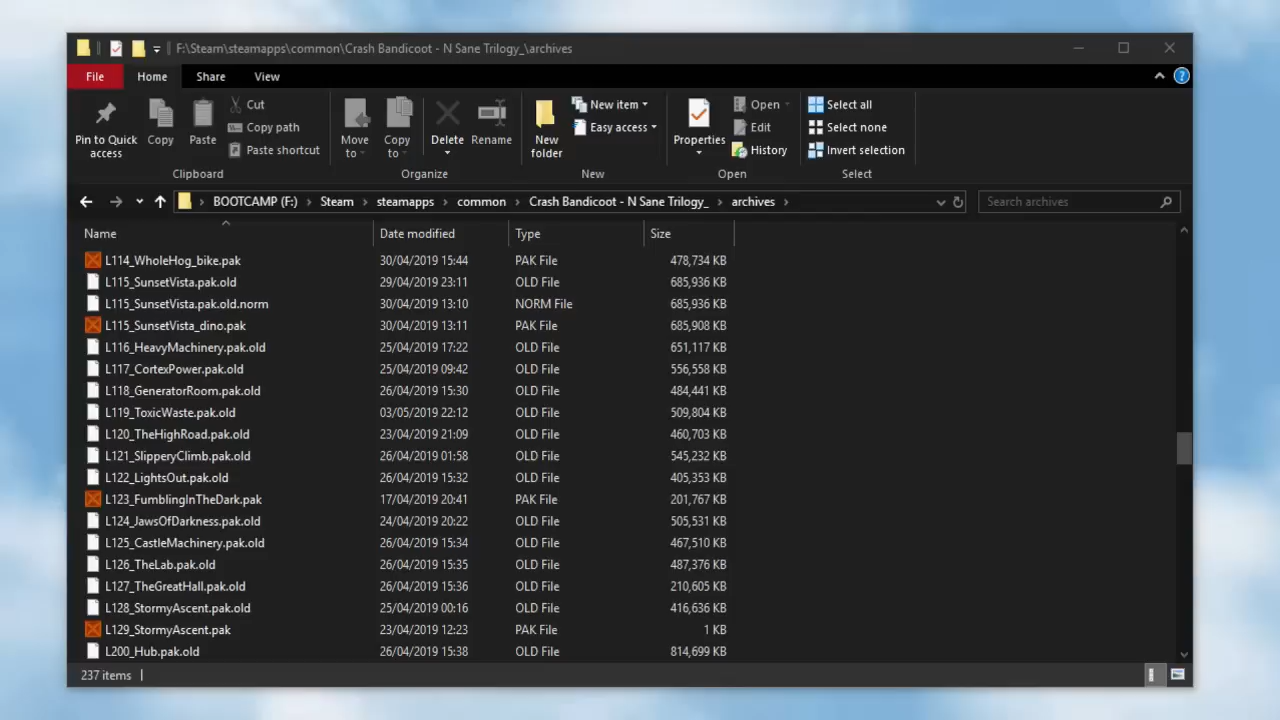 F:\Steam\steamapps\common\Crash Bandicoot - N Sane Trilogy_\archives
File Home Share View
Pin to Quick access
Copy
Paste
Cut
Copy path
Paste shortcut
Clipboard
Move to
Copy to
Delete
Rename
Organize
New folder
New item
Easy access
New
Properties
Open
Edit
History
Open
Select all
Select none
Invert selection
Select
BOOTCAMP (F:) Steam steamapps common Crash Bandicoot - N Sane Trilogy_ archives
Search archives
Name Date modified Type Size
L114_WholeHog_bike.pak 30/04/2019 15:44 PAK File 478,734 KB
L115_SunsetVista.pak.old 29/04/2019 23:11 OLD File 685,936 KB
L115_SunsetVista.pak.old.norm 30/04/2019 13:10 NORM File 685,936 KB
L115_SunsetVista_dino.pak 30/04/2019 13:11 PAK File 685,908 KB
L116_HeavyMachinery.pak.old 25/04/2019 17:22 OLD File 651,117 KB
L117_CortexPower.pak.old 25/04/2019 09:42 OLD File 556,558 KB
L118_GeneratorRoom.pak.old 26/04/2019 15:30 OLD File 484,441 KB
L119_ToxicWaste.pak.old 03/05/2019 22:12 OLD File 509,804 KB
L120_TheHighRoad.pak.old 23/04/2019 21:09 OLD File 460,703 KB
L121_SlipperyClimb.pak.old 26/04/2019 01:58 OLD File 545,232 KB
L122_LightsOut.pak.old 26/04/2019 15:32 OLD File 405,353 KB
L123_FumblingInTheDark.pak 17/04/2019 20:41 PAK File 201,767 KB
L124_JawsOfDarkness.pak.old 24/04/2019 20:22 OLD File 505,531 KB
L125_CastleMachinery.pak.old 26/04/2019 15:34 OLD File 467,510 KB
L126_TheLab.pak.old 26/04/2019 15:35 OLD File 487,376 KB
L127_TheGreatHall.pak.old 26/04/2019 15:36 OLD File 210,605 KB
L128_StormyAscent.pak.old 25/04/2019 00:16 OLD File 416,636 KB
L129_StormyAscent.pak 23/04/2019 12:23 PAK File 1 KB
L200_Hub.pak.old 26/04/2019 15:38 OLD File 814,699 KB
237 items